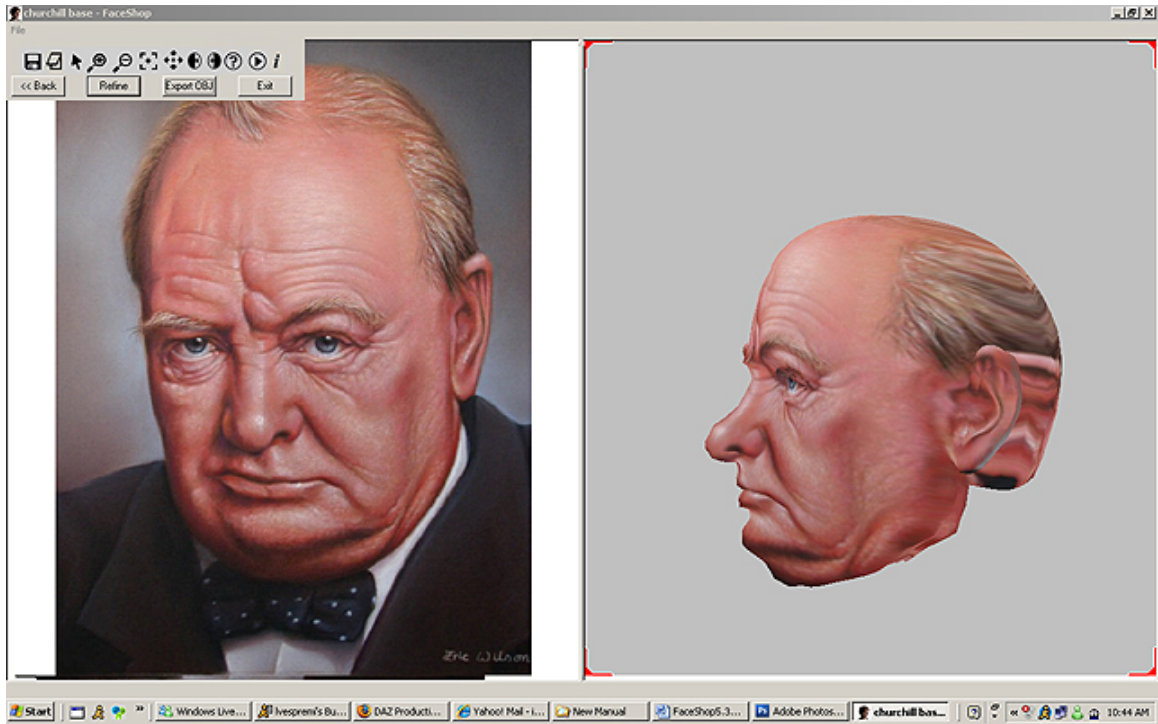 churchill base - FaceShop
File
<< Back Refine Export OBJ Exit
Eric Wilson
Start » Windows Live... Ivespremi's Bu... DAZ Producti... Yahoo! Mail - i... New Manual FaceShop5.3... Adobe Photos... churchill bas... « 10:44 AM